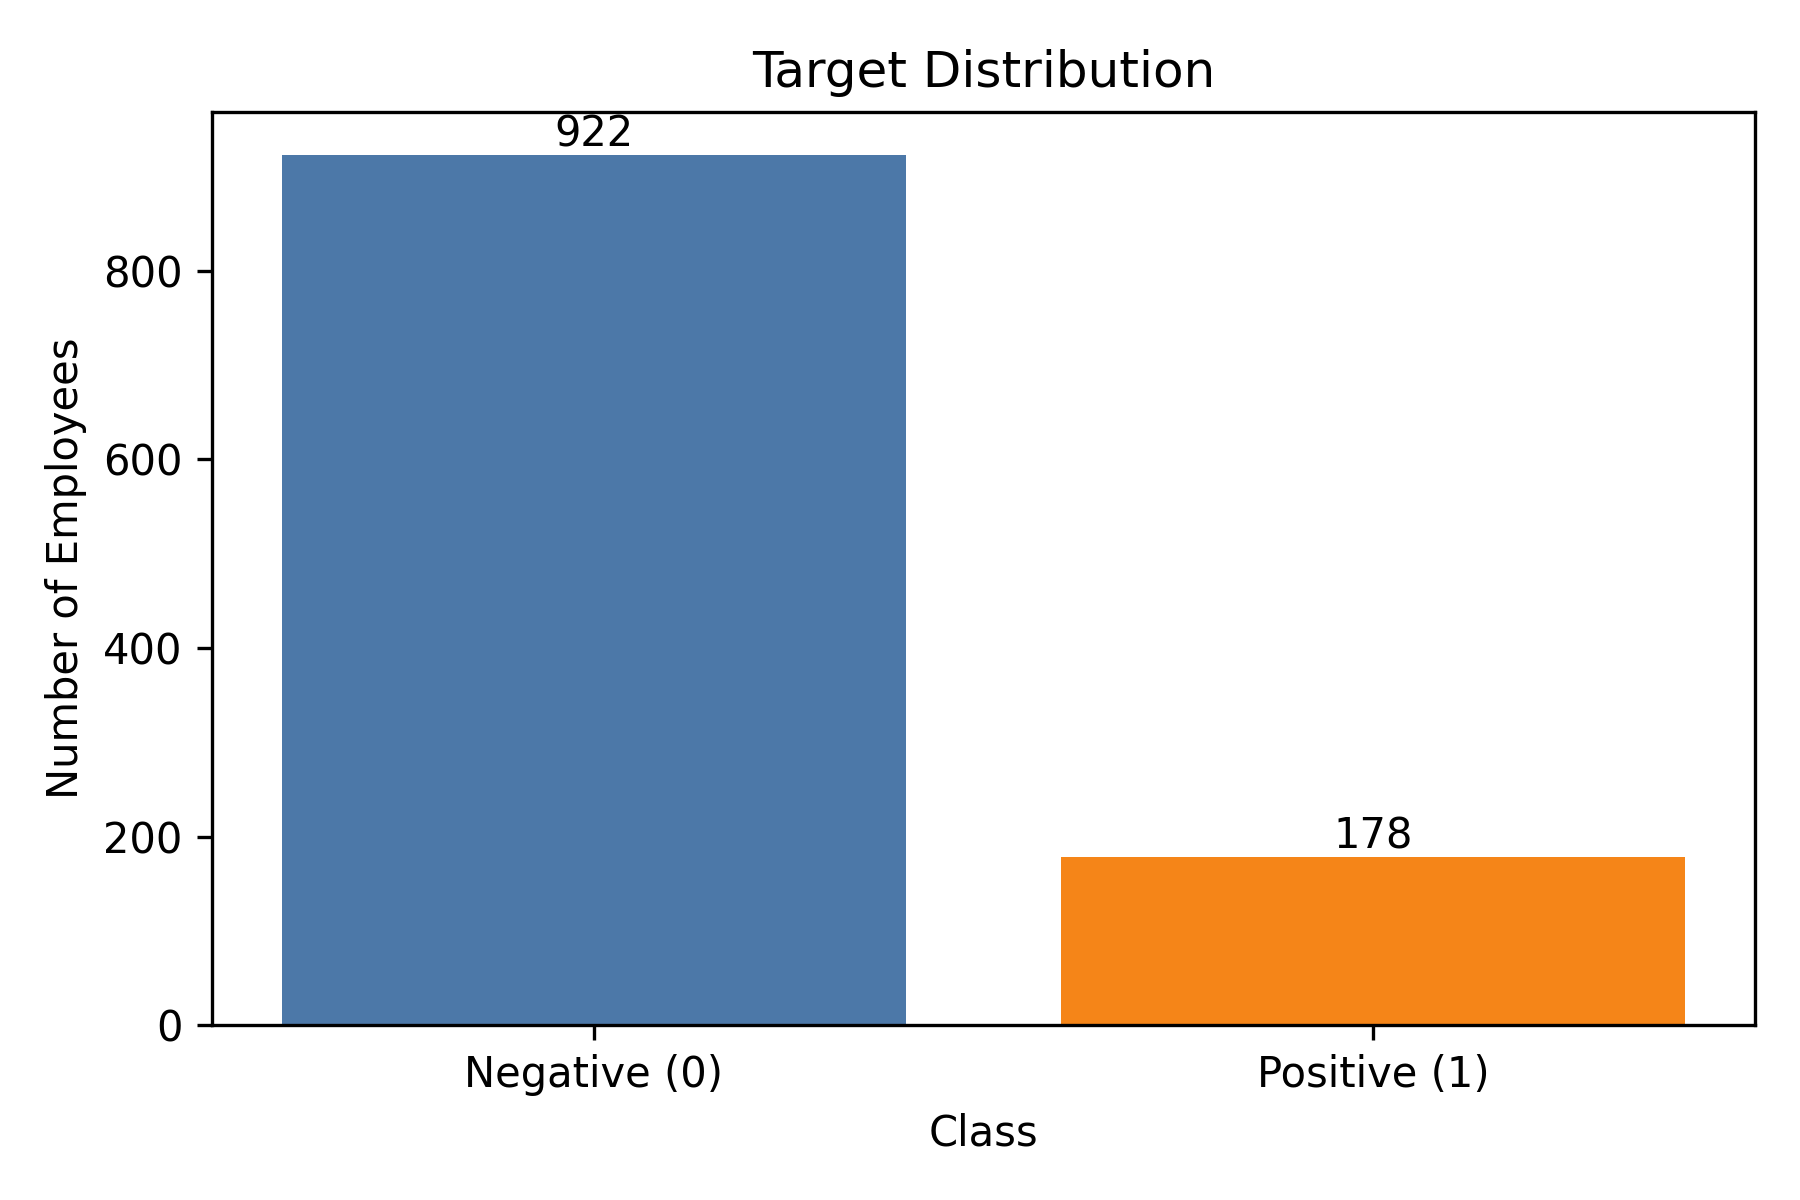 Target Distribution
922
800
600
400
200
0
Number of Employees
178
Negative (0)
Positive (1)
Class